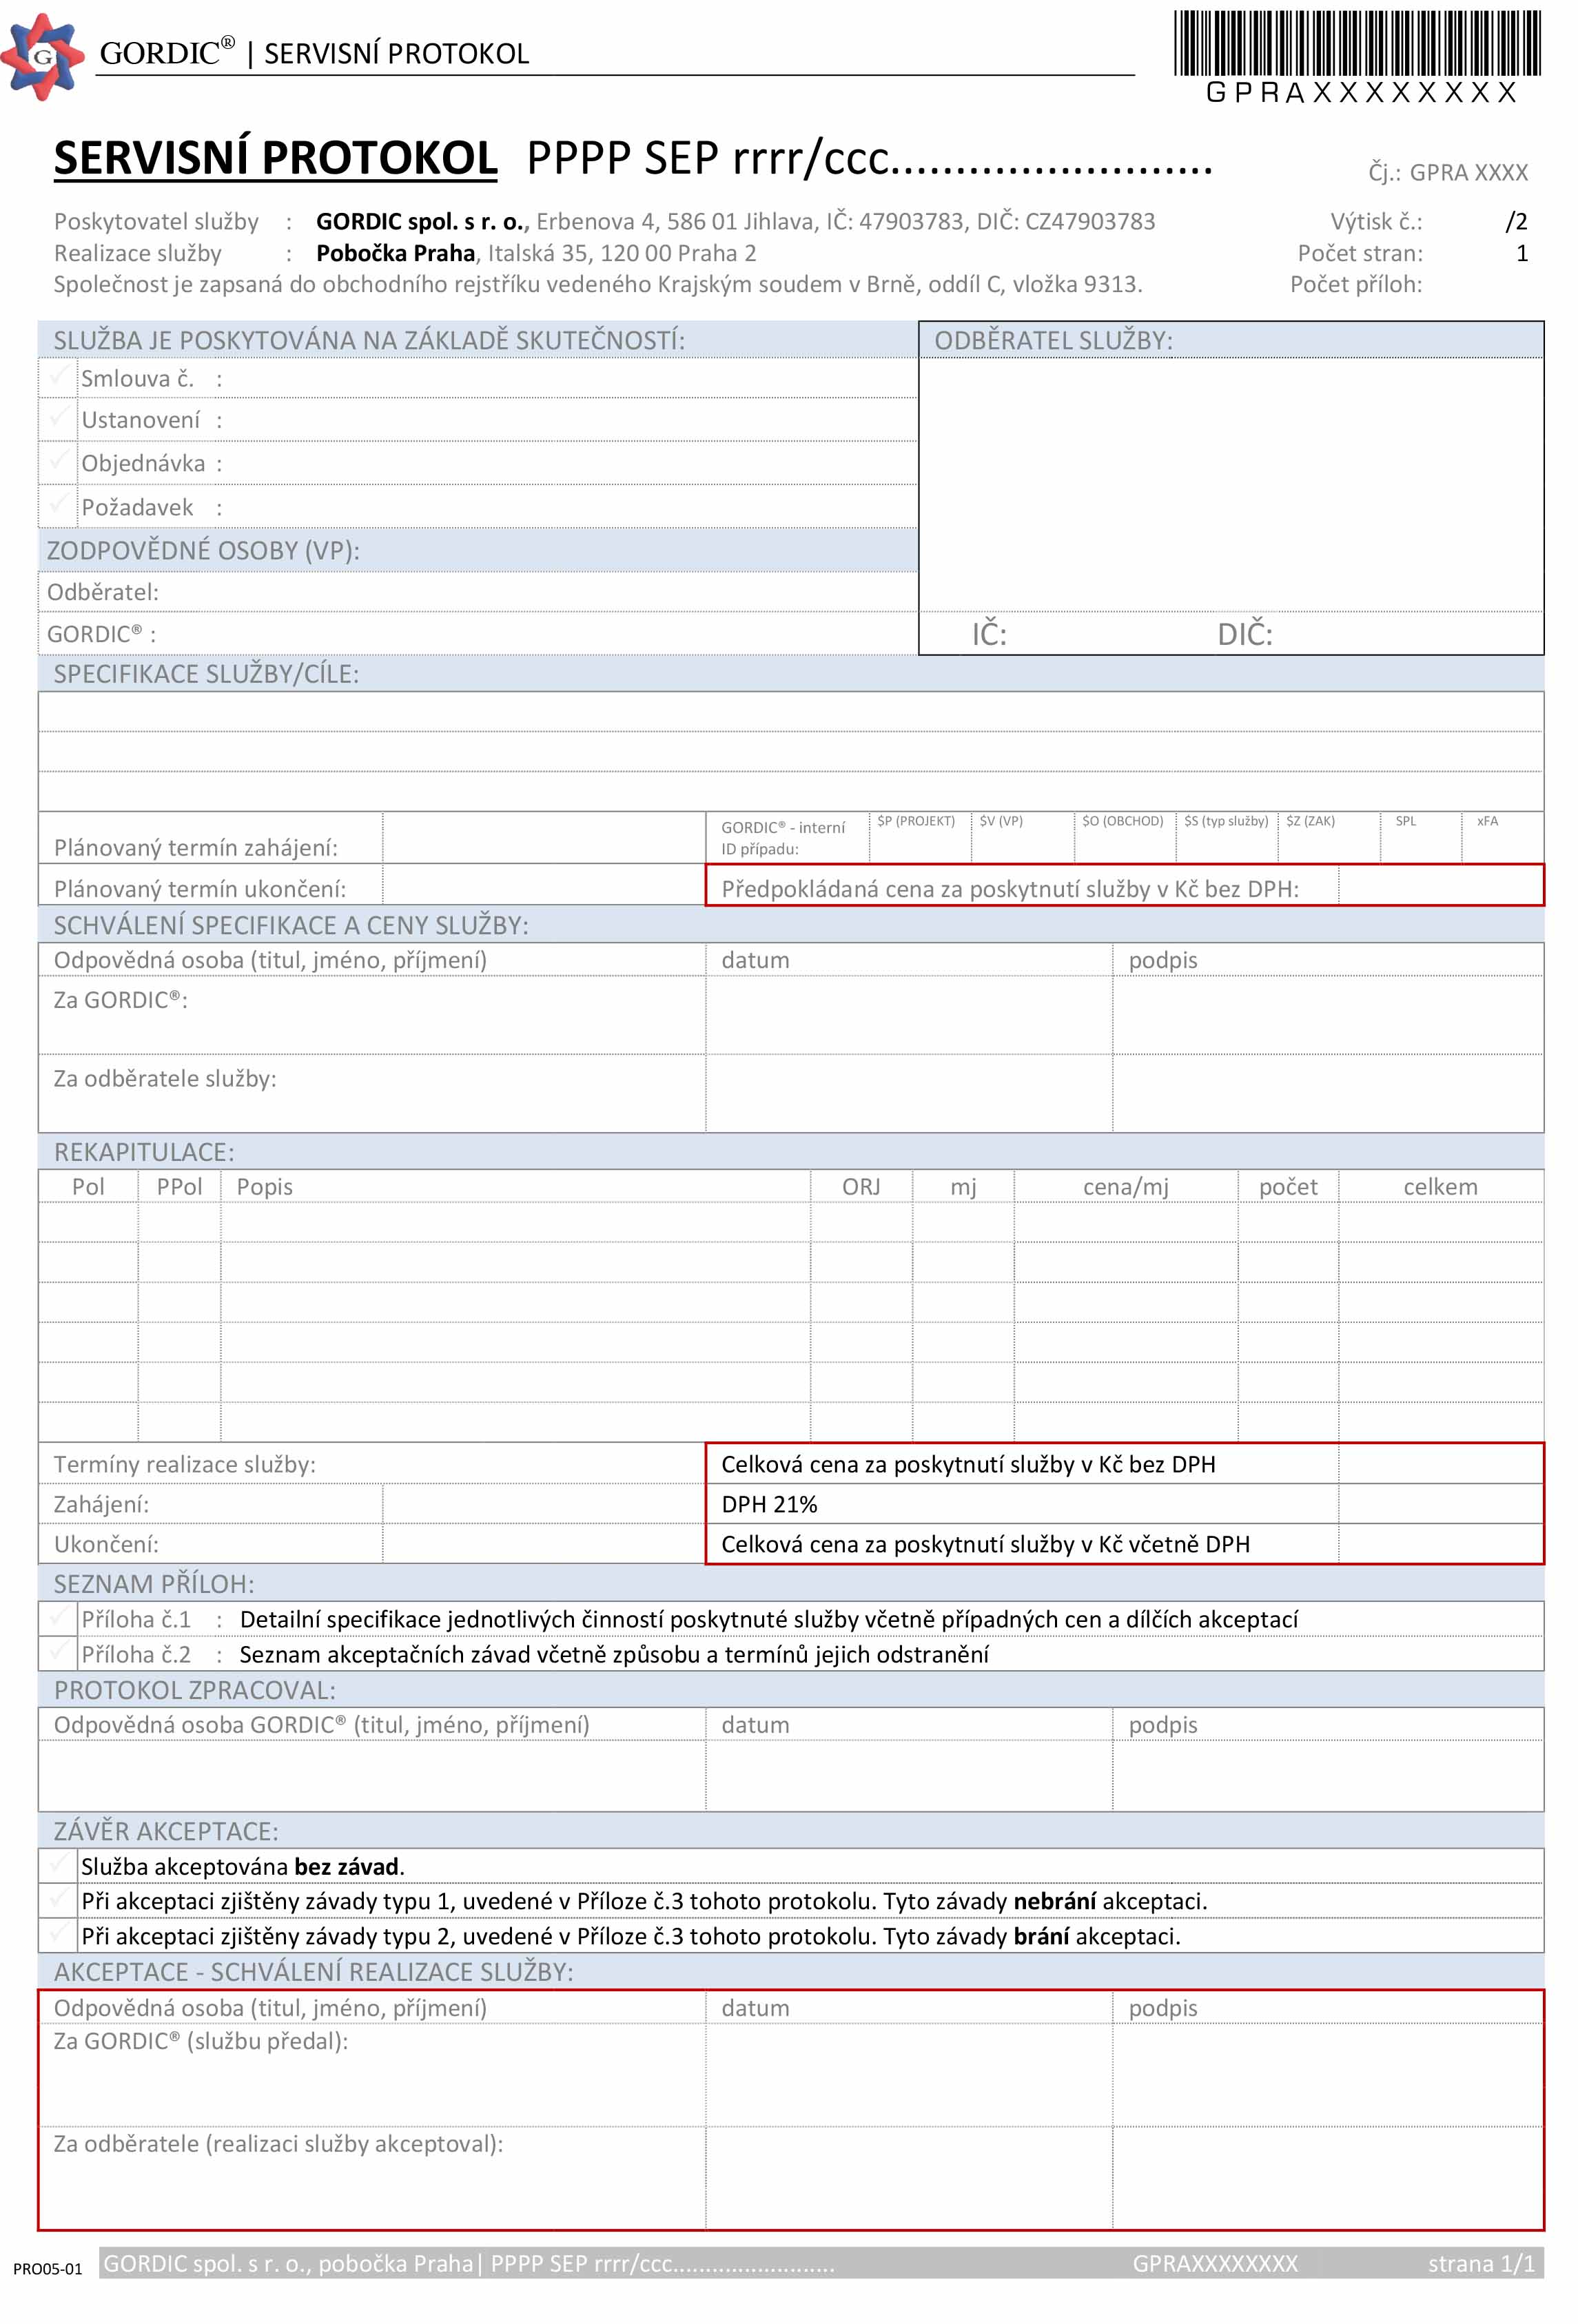 GORDIC® | SERVISNÍ PROTOKOL
GPRAXXXXXXXX
SERVISNÍ PROTOKOL PPPP SEP rrrr/ccc.........................
Čj.: GPRA XXXX
Poskytovatel služby : GORDIC spol. s r. o., Erbenova 4, 586 01 Jihlava, IČ: 47903783, DIČ: CZ47903783 Výtisk č.: /2
Realizace služby : Pobočka Praha, Italská 35, 120 00 Praha 2 Počet stran: 1
Společnost je zapsaná do obchodního rejstříku vedeného Krajským soudem v Brně, oddíl C, vložka 9313. Počet příloh:
SLUŽBA JE POSKYTOVÁNA NA ZÁKLADĚ SKUTEČNOSTÍ: ODBĚRATEL SLUŽBY:
✓ Smlouva č. :
✓ Ustanovení :
✓ Objednávka :
✓ Požadavek :
ZODPOVĚDNÉ OSOBY (VP):
Odběratel:
GORDIC® : IČ: DIČ:
SPECIFIKACE SLUŽBY/CÍLE:
Plánovaný termín zahájení: GORDIC® - interní ID případu: $P (PROJEKT) $V (VP) $O (OBCHOD) $S (typ služby) $Z (ZAK) SPL xFA
Plánovaný termín ukončení: Předpokládaná cena za poskytnutí služby v Kč bez DPH:
SCHVÁLENÍ SPECIFIKACE A CENY SLUŽBY:
Odpovědná osoba (titul, jméno, příjmení) datum podpis
Za GORDIC®:
Za odběratele služby:
REKAPITULACE:
Pol PPol Popis ORJ mj cena/mj počet celkem
Termíny realizace služby: Celková cena za poskytnutí služby v Kč bez DPH
Zahájení: DPH 21%
Ukončení: Celková cena za poskytnutí služby v Kč včetně DPH
SEZNAM PŘÍLOH:
✓ Příloha č.1 : Detailní specifikace jednotlivých činností poskytnuté služby včetně případných cen a dílčích akceptací
✓ Příloha č.2 : Seznam akceptačních závad včetně způsobu a termínů jejich odstranění
PROTOKOL ZPRACOVAL:
Odpovědná osoba GORDIC® (titul, jméno, příjmení) datum podpis
ZÁVĚR AKCEPTACE:
✓ Služba akceptována bez závad.
✓ Při akceptaci zjištěny závady typu 1, uvedené v Příloze č.3 tohoto protokolu. Tyto závady nebrání akceptaci.
✓ Při akceptaci zjištěny závady typu 2, uvedené v Příloze č.3 tohoto protokolu. Tyto závady brání akceptaci.
AKCEPTACE - SCHVÁLENÍ REALIZACE SLUŽBY:
Odpovědná osoba (titul, jméno, příjmení) datum podpis
Za GORDIC® (službu předal):
Za odběratele (realizaci služby akceptoval):
PRO05-01 GORDIC spol. s r. o., pobočka Praha| PPPP SEP rrrr/ccc......................... GPRAXXXXXXXX strana 1/1